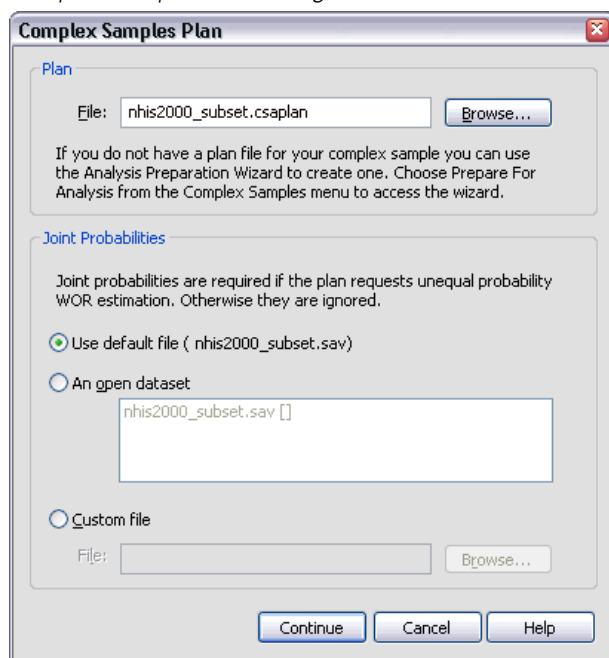 Complex Samples Plan
Plan
File: nhis2000_subset.csaplan Browse...
If you do not have a plan file for your complex sample you can use
the Analysis Preparation Wizard to create one. Choose Prepare For
Analysis from the Complex Samples menu to access the wizard.
Joint Probabilities
Joint probabilities are required if the plan requests unequal probability
WOR estimation. Otherwise they are ignored.
Use default file ( nhis2000_subset.sav)
An open dataset
nhis2000_subset.sav []
Custom file
File: Browse...
Continue Cancel Help